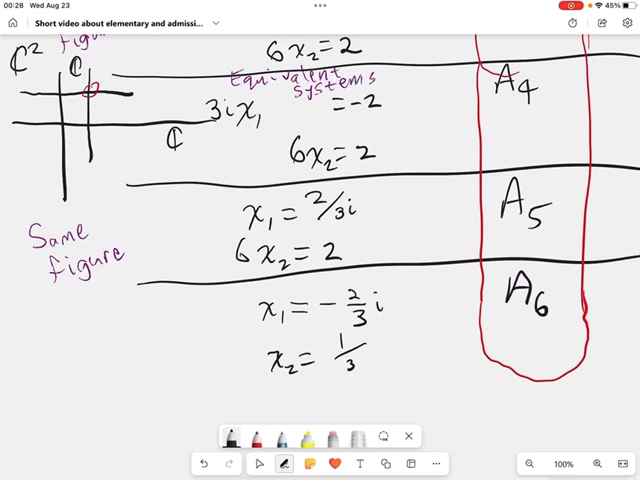 00:28 Wed Aug 23
45%
Short video about elementary and admissi...
figure
ℂ²
ℂ
6x₂ = 2
Equivalent
systems
A₄
3ix₁ = -2
ℂ
6x₂ = 2
x₁ = 2/3i
A₅
Same
figure
6x₂ = 2
A₆
x₁ = - 2/3 i
x₂ = 1/3
T
100%